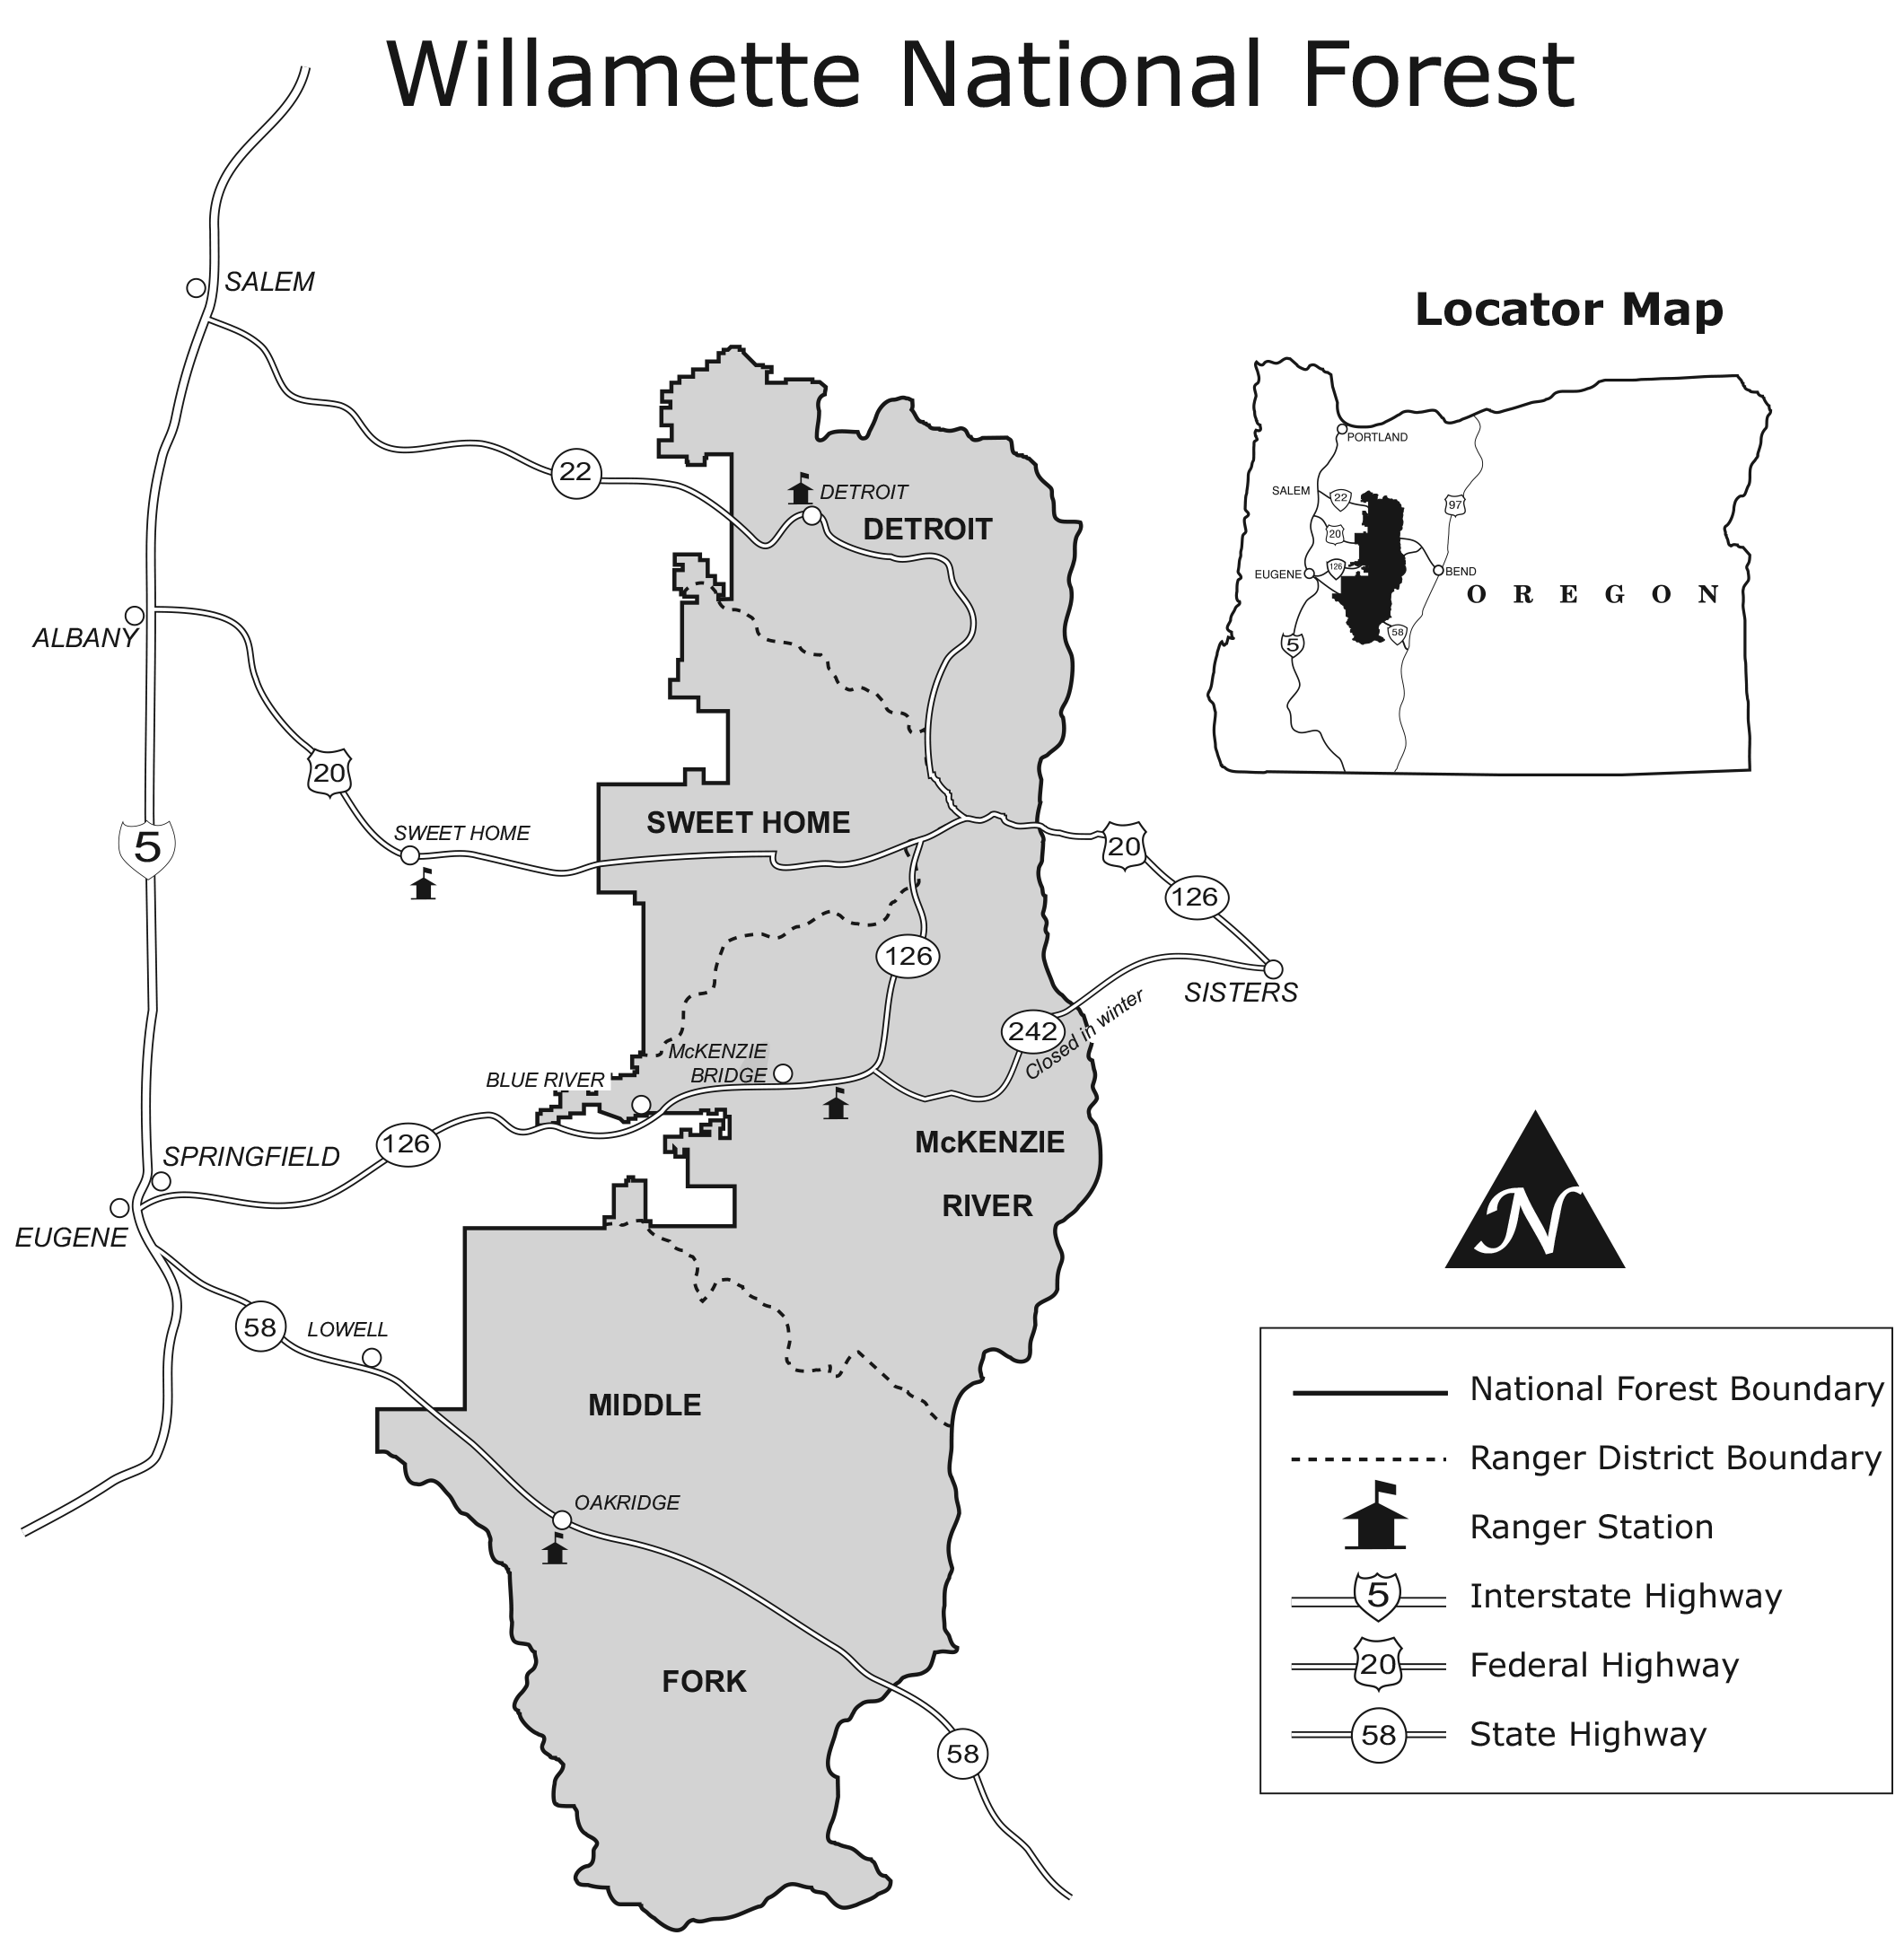 Willamette National Forest
SALEM
Locator Map
PORTLAND
22
DETROIT
DETROIT
SALEM
22
97
20
EUGENE
126
BEND
OREGON
ALBANY
58
5
20
SWEET HOME
SWEET HOME
5
20
126
126
SISTERS
242
Closed in winter
McKENZIE
BRIDGE
BLUE RIVER
126
SPRINGFIELD
McKENZIE
RIVER
EUGENE
N
58
LOWELL
MIDDLE
OAKRIDGE
FORK
58
National Forest Boundary
Ranger District Boundary
Ranger Station
5 Interstate Highway
20 Federal Highway
58 State Highway